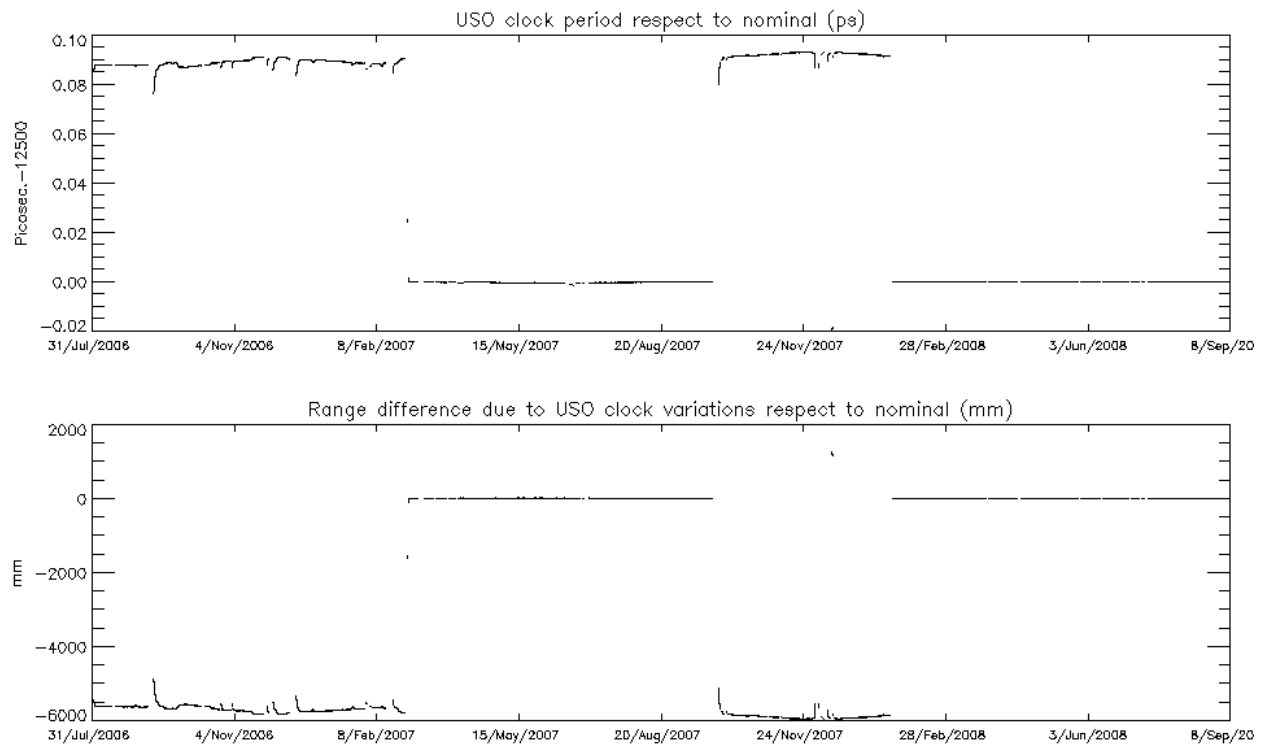 USO clock period respect to nominal (ps)
0.10
0.08
0.06
0.04
0.02
0.00
-0.02
Picosec.-12500
31/Jul/2006 4/Nov/2006 8/Feb/2007 15/May/2007 20/Aug/2007 24/Nov/2007 28/Feb/2008 3/Jun/2008 8/Sep/20
Range difference due to USO clock variations respect to nominal (mm)
2000
0
-2000
-4000
-6000
mm
31/Jul/2006 4/Nov/2006 8/Feb/2007 15/May/2007 20/Aug/2007 24/Nov/2007 28/Feb/2008 3/Jun/2008 8/Sep/20